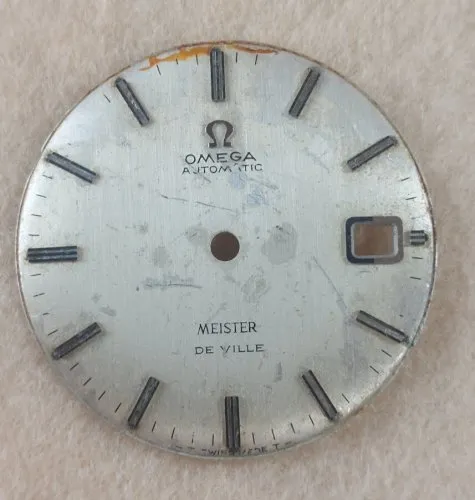 Ω
OMEGA
AUTOMATIC
MEISTER
DE VILLE